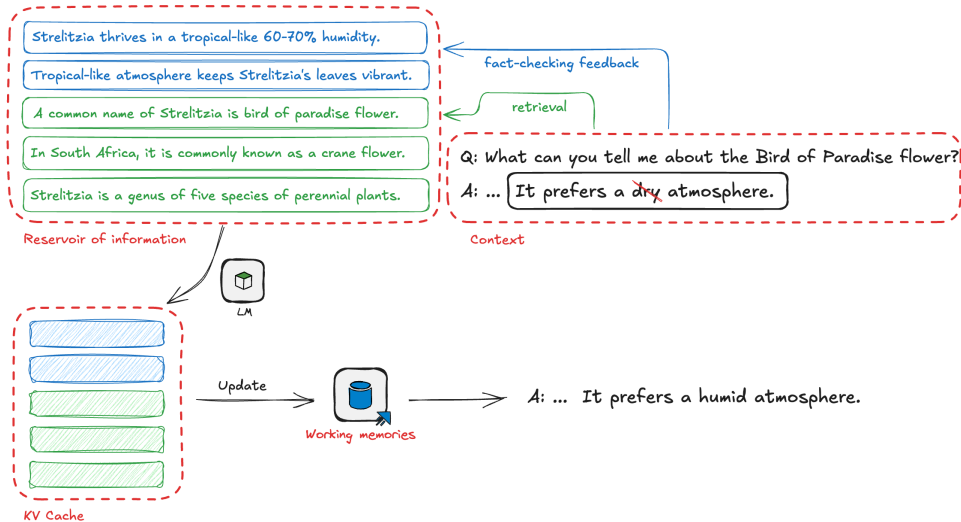 Strelitzia thrives in a tropical-like 60-70% humidity.
Tropical-like atmosphere keeps Strelitzia's leaves vibrant.
A common name of Strelitzia is bird of paradise flower.
In South Africa, it is commonly known as a crane flower.
Strelitzia is a genus of five species of perennial plants.
Reservoir of information
fact-checking feedback
retrieval
Q: What can you tell me about the Bird of Paradise flower?
A: ... It prefers a dry atmosphere.
Context
LM
KV Cache
Update
Working memories
A: ... It prefers a humid atmosphere.